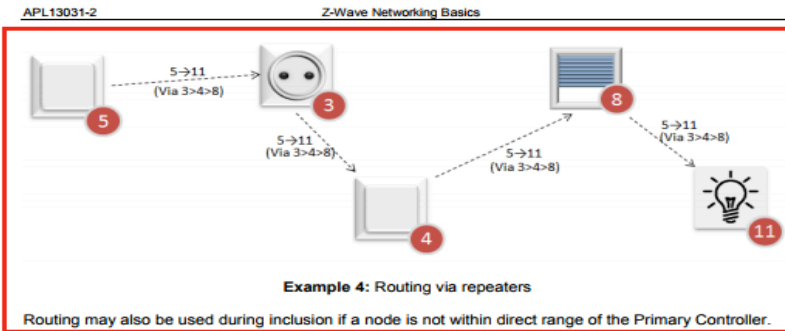 APL13031-2 Z-Wave Networking Basics
5→11
(Via 3>4>8)
5
3
5→11
(Via 3>4>8)
4
5→11
(Via 3>4>8)
8
5→11
(Via 3>4>8)
11
Example 4: Routing via repeaters
Routing may also be used during inclusion if a node is not within direct range of the Primary Controller.